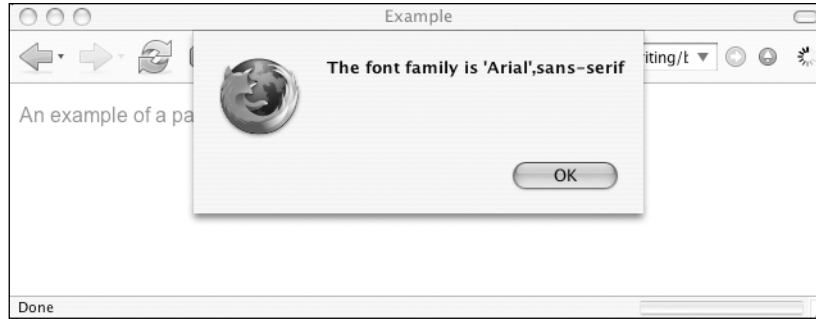 Example
The font family is 'Arial',sans-serif
iting/b
An example of a pa
OK
Done